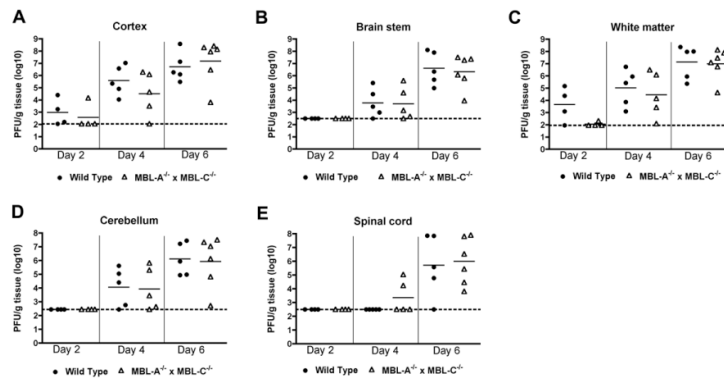 A
Cortex
PFU/g tissue (log10)
9
8
7
6
5
4
3
2
1
0
Day 2 Day 4 Day 6
● Wild Type △ MBL-A-/- x MBL-C-/-
B
Brain stem
PFU/g tissue (log10)
9
8
7
6
5
4
3
2
1
0
Day 2 Day 4 Day 6
● Wild Type △ MBL-A-/- x MBL-C-/-
C
White matter
PFU/g tissue (log10)
9
8
7
6
5
4
3
2
1
0
Day 2 Day 4 Day 6
● Wild Type △ MBL-A-/- x MBL-C-/-
D
Cerebellum
PFU/g tissue (log10)
8
7
6
5
4
3
2
1
0
Day 2 Day 4 Day 6
● Wild Type △ MBL-A-/- x MBL-C-/-
E
Spinal cord
PFU/g tissue (log10)
8
7
6
5
4
3
2
1
0
Day 2 Day 4 Day 6
● Wild Type △ MBL-A-/- x MBL-C-/-